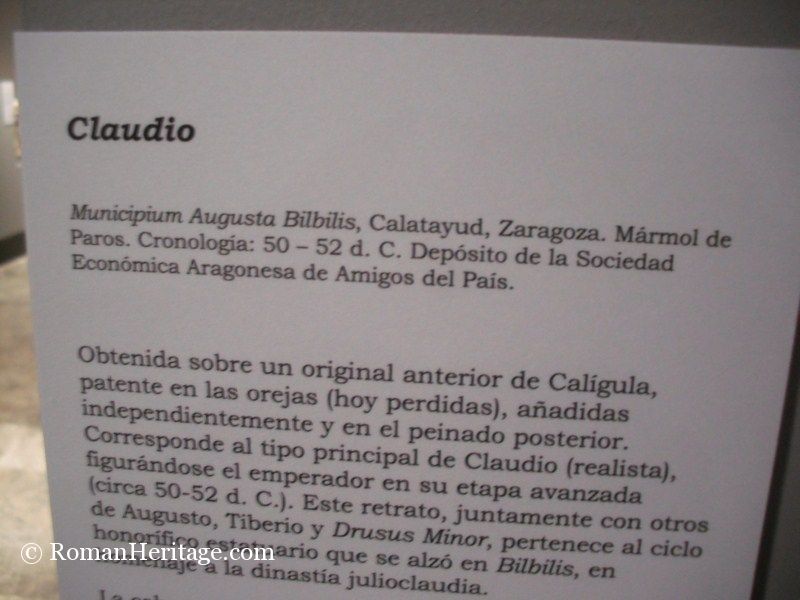 Claudio
Municipium Augusta Bilbilis, Calatayud, Zaragoza. Mármol de
Paros. Cronología: 50 – 52 d. C. Depósito de la Sociedad
Económica Aragonesa de Amigos del País.
Obtenida sobre un original anterior de Calígula,
patente en las orejas (hoy perdidas), añadidas
independientemente y en el peinado posterior.
Corresponde al tipo principal de Claudio (realista),
figurándose el emperador en su etapa avanzada
(circa 50-52 d. C.). Este retrato, juntamente con otros
de Augusto, Tiberio y Drusus Minor, pertenece al ciclo
honorífico estatuario que se alzó en Bilbilis, en
homenaje a la dinastía julioclaudia.
La
© RomanHeritage.com